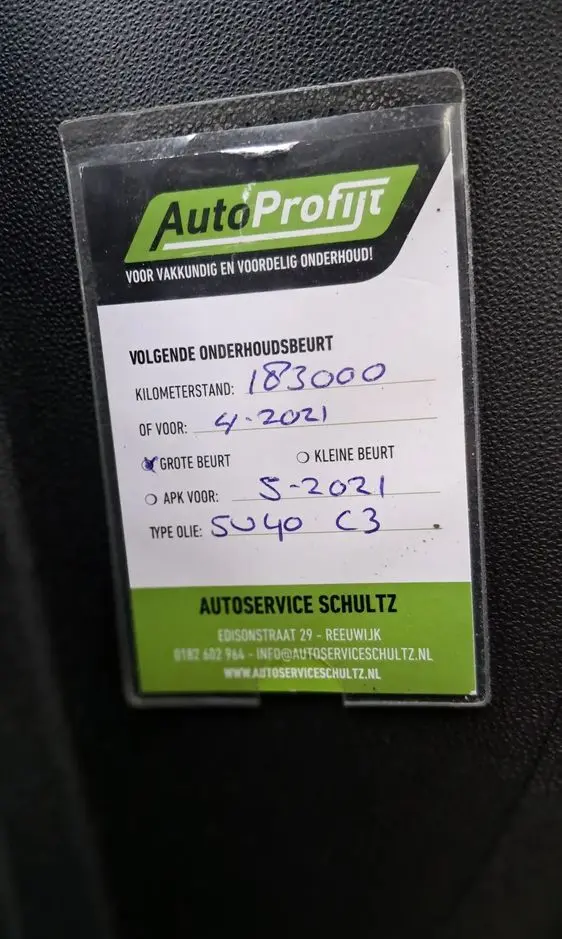 AutoProfijt
VOOR VAKKUNDIG EN VOORDELIG ONDERHOUD!
VOLGENDE ONDERHOUDSBEURT
KILOMETERSTAND: 183000
OF VOOR: 4-2021
GROTE BEURT KLEINE BEURT
APK VOOR: 5-2021
TYPE OLIE: 5W40 C3
AUTOSERVICE SCHULTZ
EDISONSTRAAT 29 - REEUWIJK
0182 602 964 - INFO@AUTOSERVICESCHULTZ.NL
WWW.AUTOSERVICESCHULTZ.NL